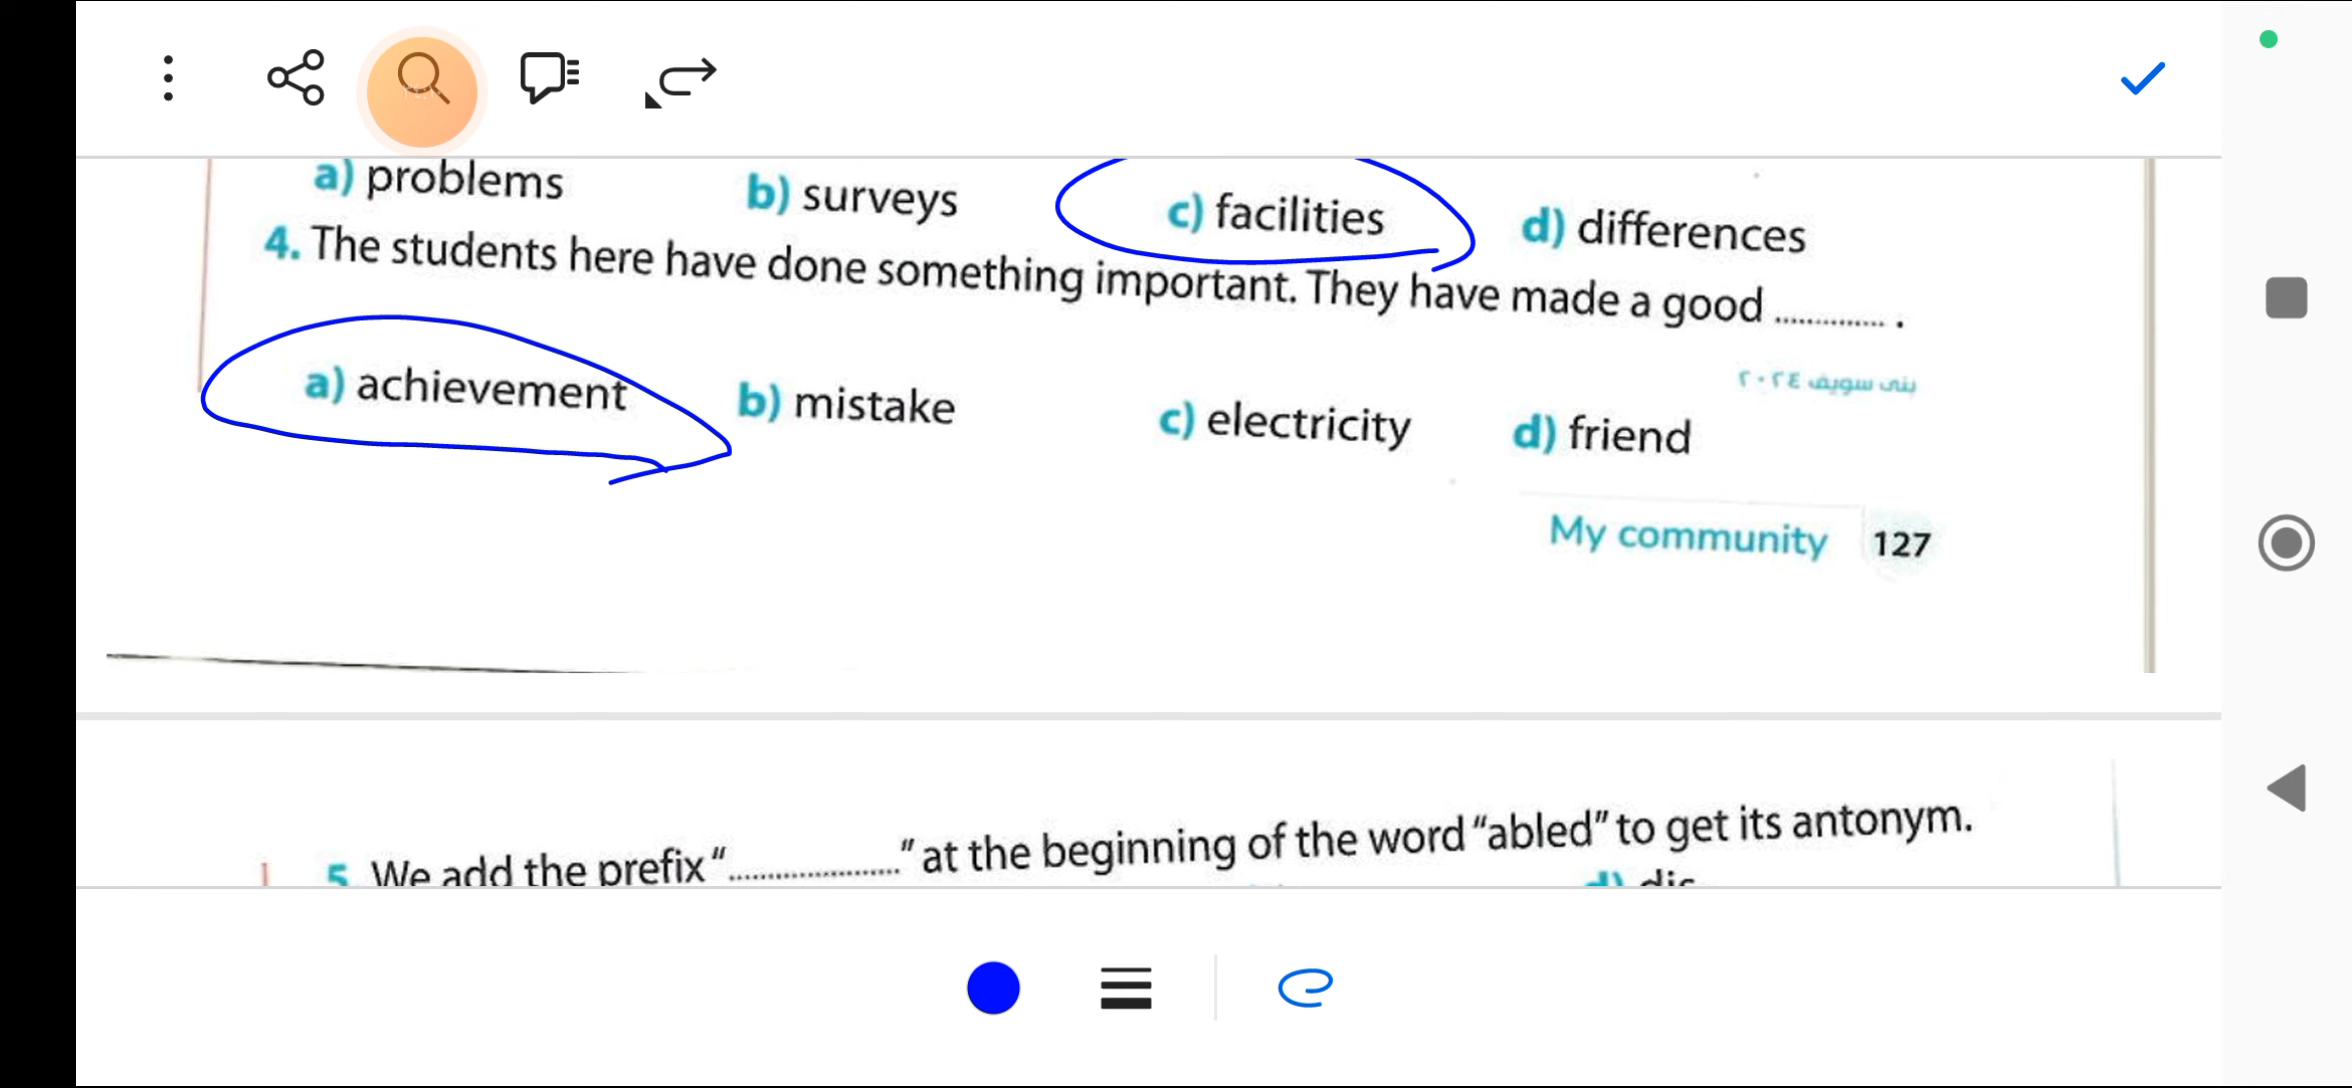 a) problems b) surveys c) facilities d) differences
4. The students here have done something important. They have made a good .............. .
بنى سويف ٢٠٢٤
a) achievement b) mistake c) electricity d) friend
My community 127
5. We add the prefix "....................." at the beginning of the word "abled" to get its antonym.
d) dis